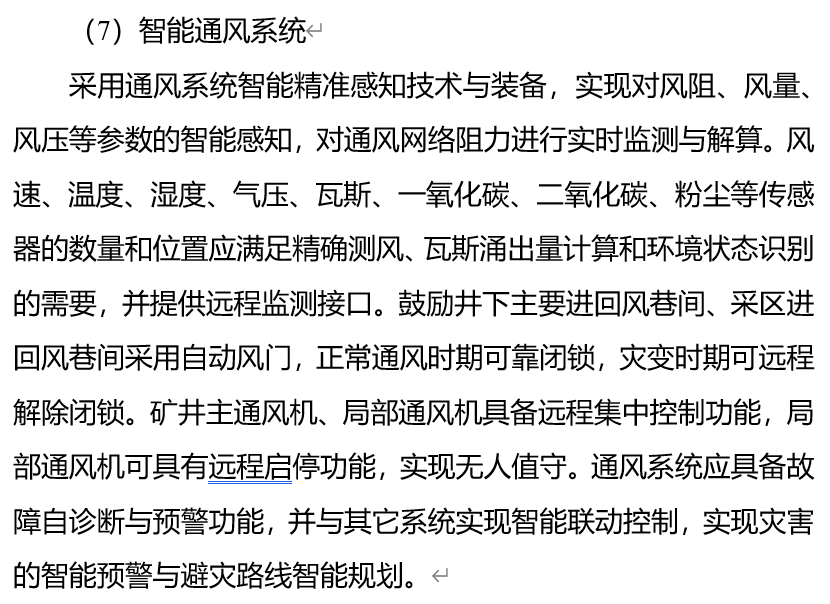 （7）智能通风系统
采用通风系统智能精准感知技术与装备，实现对风阻、风量、
风压等参数的智能感知，对通风网络阻力进行实时监测与解算。风
速、温度、湿度、气压、瓦斯、一氧化碳、二氧化碳、粉尘等传感
器的数量和位置应满足精确测风、瓦斯涌出量计算和环境状态识别
的需要，并提供远程监测接口。鼓励井下主要进回风巷间、采区进
回风巷间采用自动风门，正常通风时期可靠闭锁，灾变时期可远程
解除闭锁。矿井主通风机、局部通风机具备远程集中控制功能，局
部通风机可具有远程启停功能，实现无人值守。通风系统应具备故
障自诊断与预警功能，并与其它系统实现智能联动控制，实现灾害
的智能预警与避灾路线智能规划。